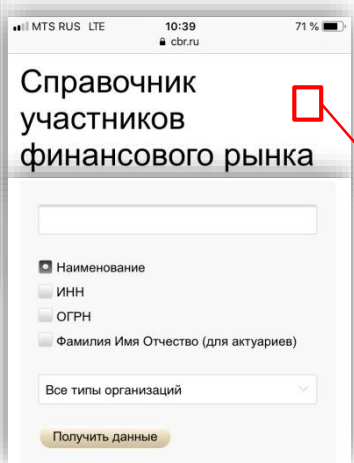 MTS RUS LTE 10:39 71 %
cbr.ru
Справочник
участников
финансового рынка
Наименование
ИНН
ОГРН
Фамилия Имя Отчество (для актуариев)
Все типы организаций
Получить данные